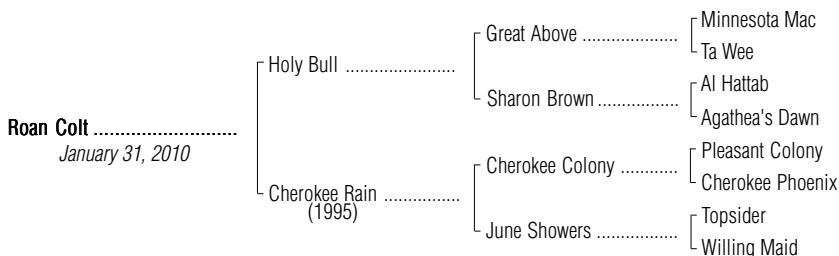 Minnesota Mac
Great Above ....................
Ta Wee
Holy Bull .......................
Al Hattab
Sharon Brown .................
Agathea's Dawn
Roan Colt ..............................
January 31, 2010
Pleasant Colony
Cherokee Colony ............
Cherokee Phoenix
Cherokee Rain ................
(1995)
Topsider
June Showers .................
Willing Maid